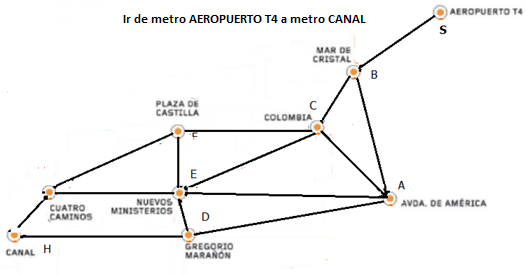 Ir de metro AEROPUERTO T4 a metro CANAL
AEROPUERTO T4
S
MAR DE
CRISTAL
B
PLAZA DE
CASTILLA
C
COLOMBIA
F
E
A
CUATRO
CAMINOS
NUEVOS
MINISTERIOS
D
AVDA. DE AMÉRICA
CANAL
H
GREGORIO
MARAÑÓN